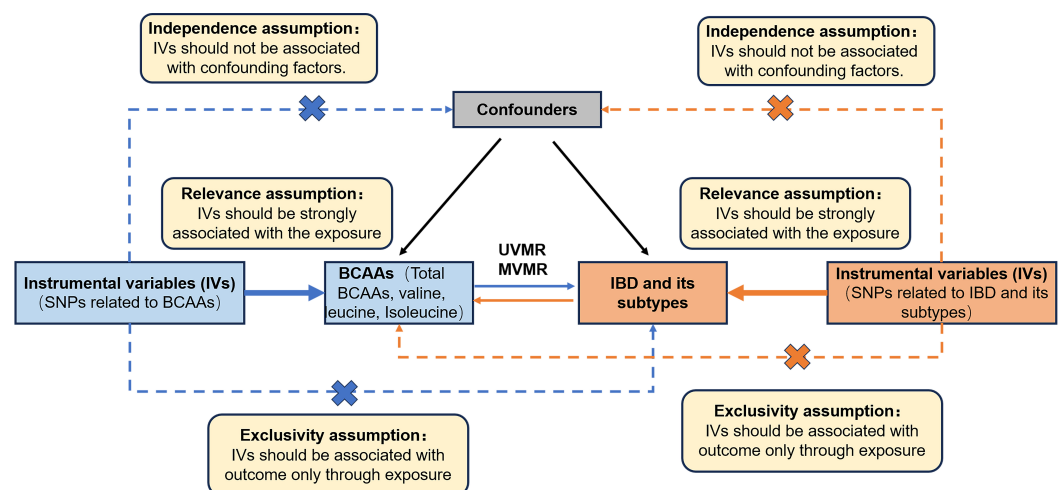 Independence assumption：
IVs should not be associated
with confounding factors.
Independence assumption：
IVs should not be associated
with confounding factors.
Confounders
Relevance assumption：
IVs should be strongly
associated with the exposure
Relevance assumption：
IVs should be strongly
associated with the exposure
Instrumental variables (IVs)
(SNPs related to BCAAs）
BCAAs（Total
BCAAs, valine,
leucine, Isoleucine）
UVMR
MVMR
IBD and its
subtypes
Instrumental variables (IVs)
（SNPs related to IBD and its
subtypes）
Exclusivity assumption：
IVs should be associated with
outcome only through exposure
Exclusivity assumption：
IVs should be associated with
outcome only through exposure